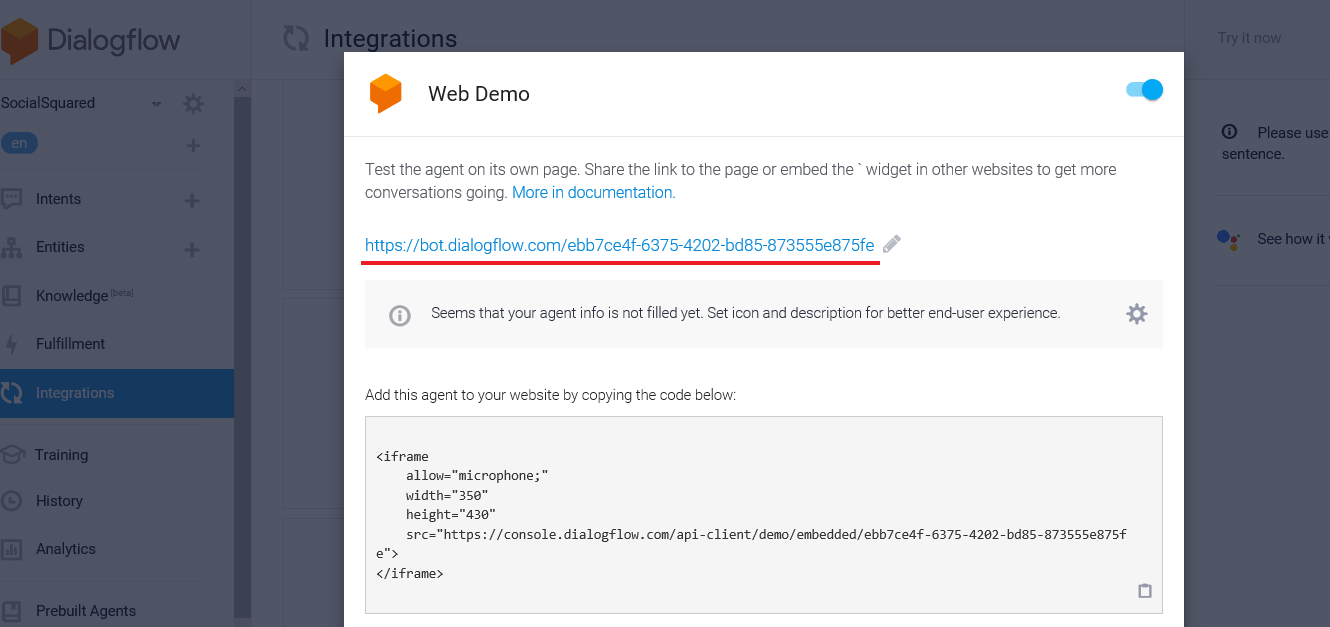 Dialogflow
Integrations
Try it now
SocialSquared
en
Intents
Entities
Knowledge [beta]
Fulfillment
Integrations
Training
History
Analytics
Prebuilt Agents
Web Demo
Test the agent on its own page. Share the link to the page or embed the ` widget in other websites to get more
conversations going. More in documentation.
https://bot.dialogflow.com/ebb7ce4f-6375-4202-bd85-873555e875fe
Seems that your agent info is not filled yet. Set icon and description for better end-user experience.
Add this agent to your website by copying the code below:
<iframe
allow="microphone;"
width="350"
height="430"
src="https://console.dialogflow.com/api-client/demo/embedded/ebb7ce4f-6375-4202-bd85-873555e875f
e">
</iframe>
Please use
sentence.
See how it